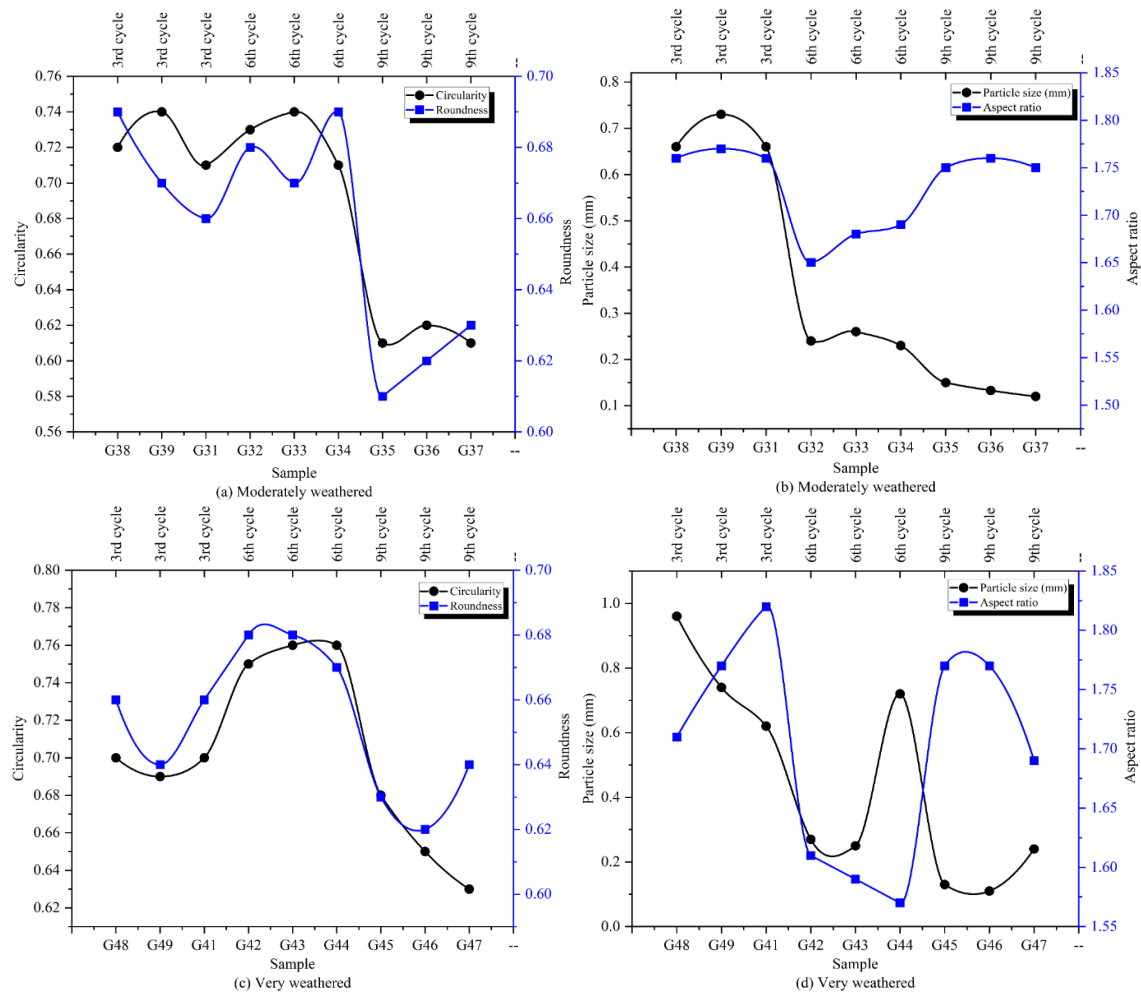 3rd cycle 3rd cycle 3rd cycle 6th cycle 6th cycle 6th cycle 9th cycle 9th cycle 9th cycle --
0.76 0.74 0.72 0.70 0.68 0.66 0.64 0.62 0.60 0.58 0.56
Circularity
Circularity
Roundness
0.70 0.68 0.66 0.64 0.62 0.60
Roundness
G38 G39 G31 G32 G33 G34 G35 G36 G37 --
Sample
(a) Moderately weathered
3rd cycle 3rd cycle 3rd cycle 6th cycle 6th cycle 6th cycle 9th cycle 9th cycle 9th cycle --
0.8 0.7 0.6 0.5 0.4 0.3 0.2 0.1
Particle size (mm)
Particle size (mm)
Aspect ratio
1.85 1.80 1.75 1.70 1.65 1.60 1.55 1.50
Aspect ratio
G38 G39 G31 G32 G33 G34 G35 G36 G37 --
Sample
(b) Moderately weathered
3rd cycle 3rd cycle 3rd cycle 6th cycle 6th cycle 6th cycle 9th cycle 9th cycle 9th cycle --
0.80 0.78 0.76 0.74 0.72 0.70 0.68 0.66 0.64 0.62
Circularity
Circularity
Roundness
0.70 0.68 0.66 0.64 0.62 0.60
Roundness
G48 G49 G41 G42 G43 G44 G45 G46 G47 --
Sample
(c) Very weathered
3rd cycle 3rd cycle 3rd cycle 6th cycle 6th cycle 6th cycle 9th cycle 9th cycle 9th cycle --
1.0 0.8 0.6 0.4 0.2 0.0
Particle size (mm)
Particle size (mm)
Aspect ratio
1.85 1.80 1.75 1.70 1.65 1.60 1.55
Aspect ratio
G48 G49 G41 G42 G43 G44 G45 G46 G47 --
Sample
(d) Very weathered